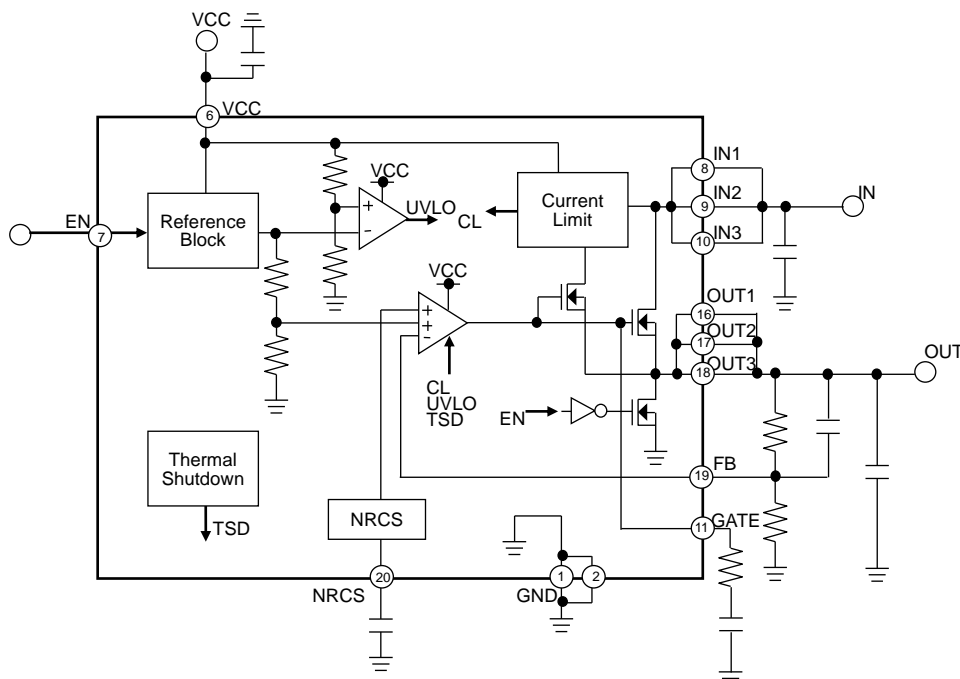 VCC
6
VCC
IN1
8
VCC
IN2
IN
9
EN
7
Reference
Block
+
-
UVLO
CL
Current
Limit
IN3
10
VCC
OUT1
16
OUT2
17
OUT3
18
OUT
+
+
-
CL
UVLO
TSD
EN
Thermal
Shutdown
TSD
FB
19
NRCS
GATE
11
20
NRCS
GND
1
2